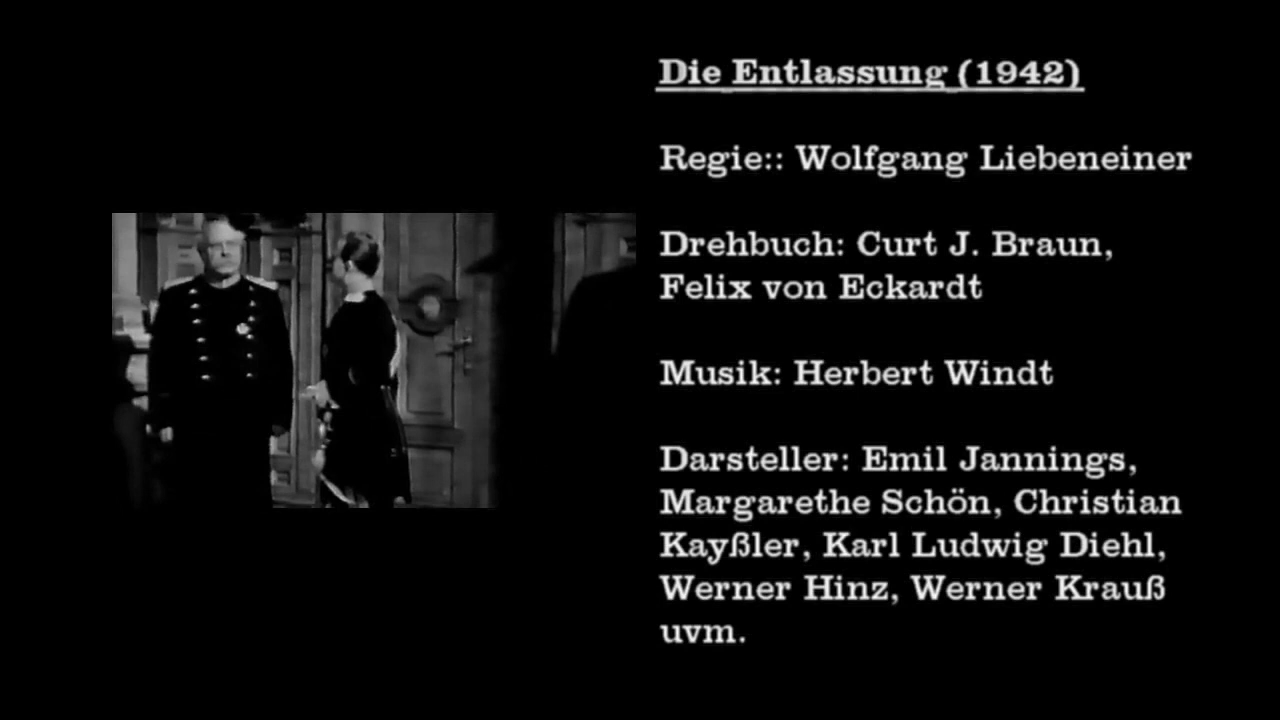 Die Entlassung (1942)
Regie:: Wolfgang Liebeneiner
Drehbuch: Curt J. Braun,
Felix von Eckardt
Musik: Herbert Windt
Darsteller: Emil Jannings,
Margarethe Schön, Christian
Kayßler, Karl Ludwig Diehl,
Werner Hinz, Werner Krauß
uvm.